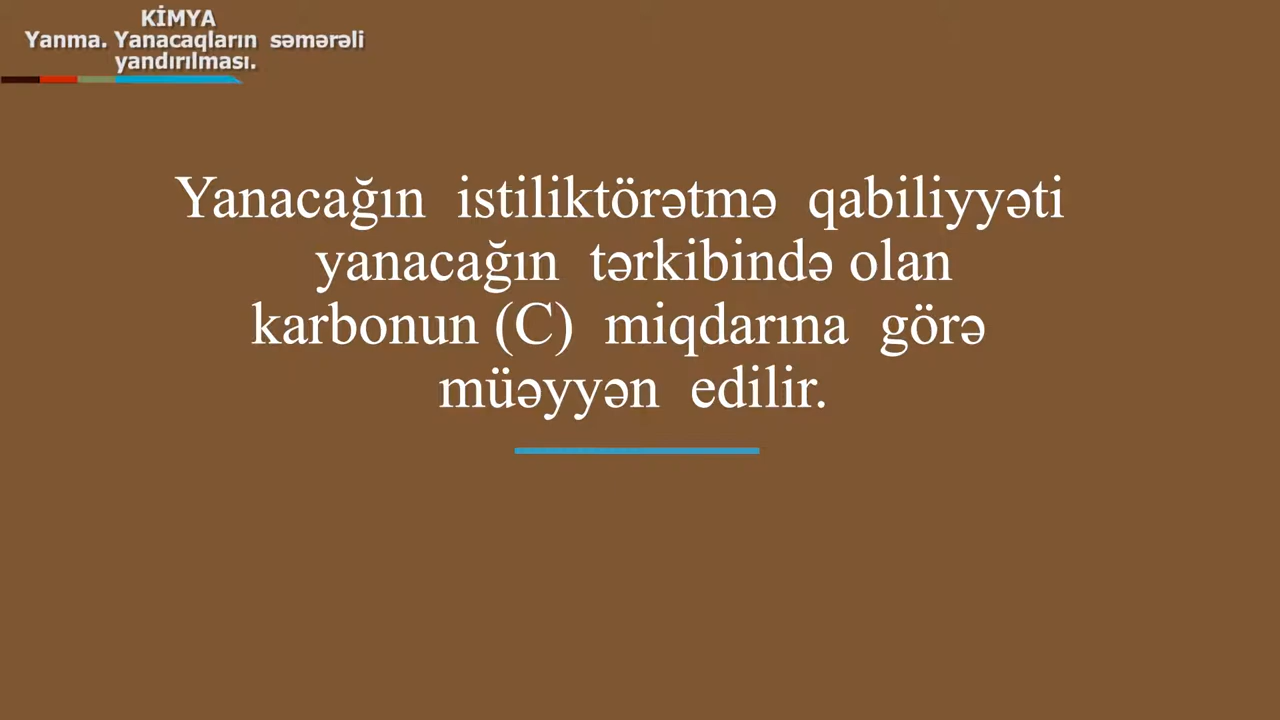 KİMYA
Yanma. Yanacaqların səmərəli
yandırılması.
Yanacağın istiliktörətmə qabiliyyəti
yanacağın tərkibində olan
karbonun (C) miqdarına görə
müəyyən edilir.